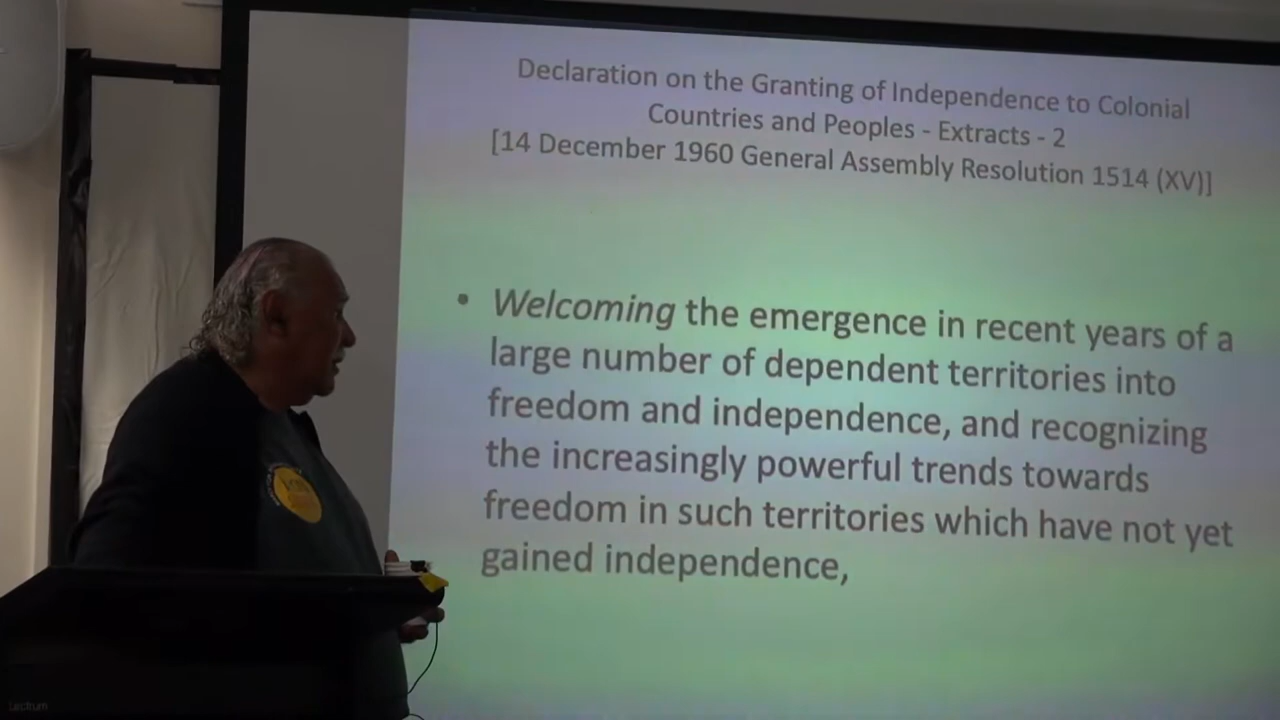 Declaration on the Granting of Independence to Colonial
Countries and Peoples - Extracts - 2
[14 December 1960 General Assembly Resolution 1514 (XV)]
• Welcoming the emergence in recent years of a
large number of dependent territories into
freedom and independence, and recognizing
the increasingly powerful trends towards
freedom in such territories which have not yet
gained independence,